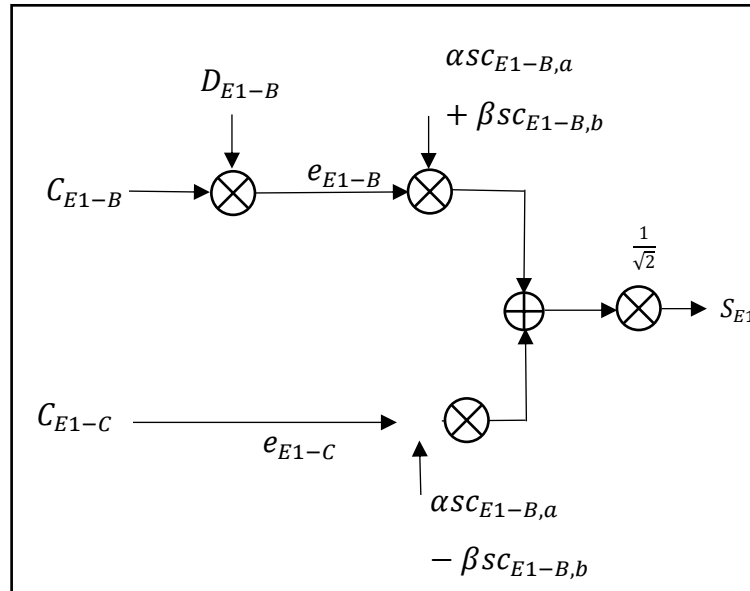 αsc_{E1−B,a}
+ βsc_{E1−B,b}
D_{E1−B}
C_{E1−B}
e_{E1−B}
1/√2
S_{E1}
C_{E1−C}
e_{E1−C}
αsc_{E1−B,a}
− βsc_{E1−B,b}